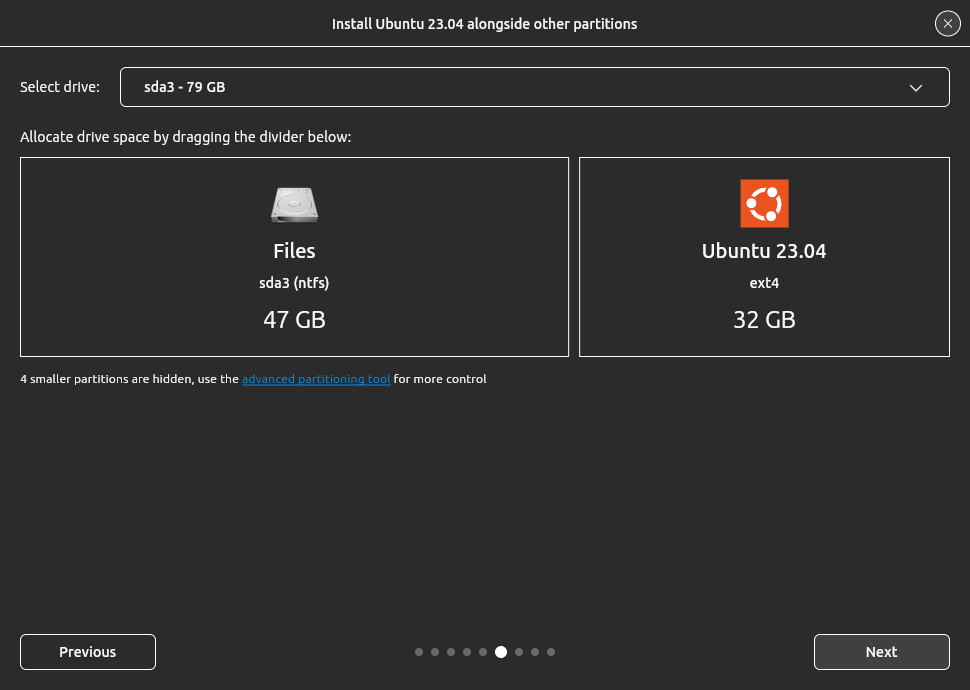 Install Ubuntu 23.04 alongside other partitions
Select drive: sda3 - 79 GB
Allocate drive space by dragging the divider below:
Files
sda3 (ntfs)
47 GB
Ubuntu 23.04
ext4
32 GB
4 smaller partitions are hidden, use the advanced partitioning tool for more control
Previous
Next